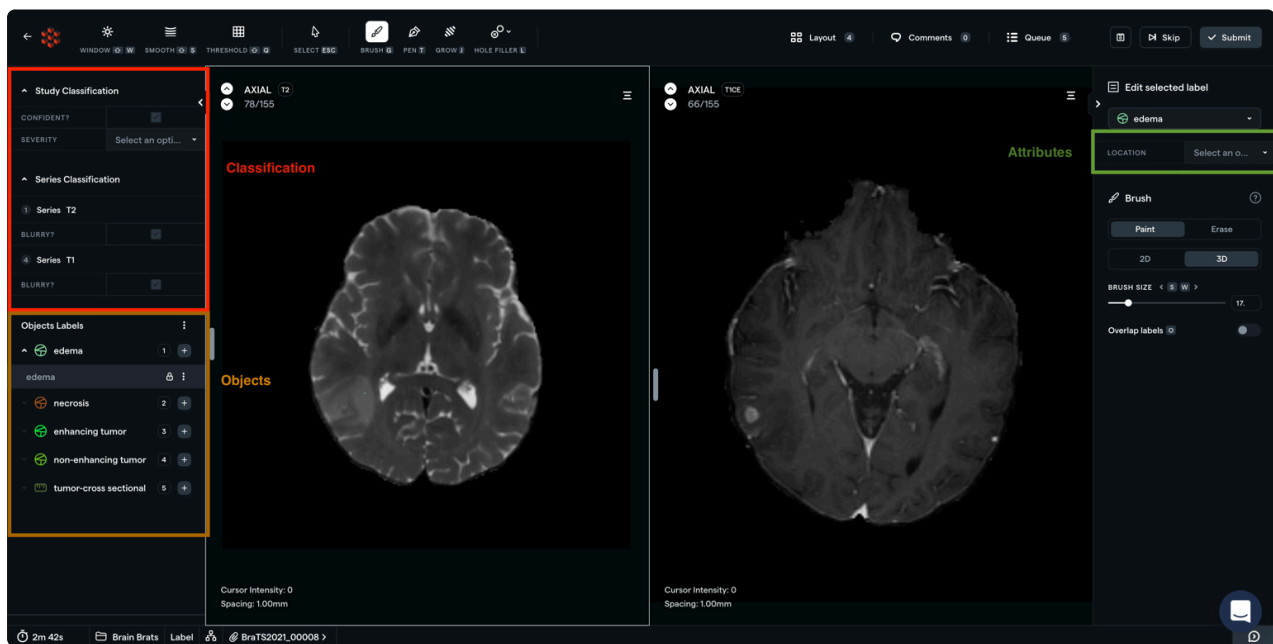 WINDOW W
SMOOTH S
THRESHOLD Q
SELECT ESC
BRUSH G
PEN T
GROW J
HOLE FILLER L
Layout 4
Comments 0
Queue 5
Skip
Submit
Study Classification
CONFIDENT?
SEVERITY Select an opti...
Series Classification
1 Series T2
BLURRY?
4 Series T1
BLURRY?
Objects Labels
edema 1 +
edema
necrosis 2 +
enhancing tumor 3 +
non-enhancing tumor 4 +
tumor-cross sectional 5 +
AXIAL T2
78/155
Classification
Objects
Cursor Intensity: 0
Spacing: 1.00mm
AXIAL T1CE
66/155
Attributes
Cursor Intensity: 0
Spacing: 1.00mm
Edit selected label
edema
LOCATION Select an o...
Brush ?
Paint Erase
2D 3D
BRUSH SIZE < S W >
17.
Overlap labels O
2m 42s
Brain Brats
Label
BraTS2021_00008 >